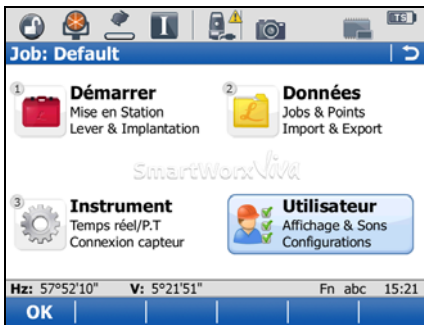 TS
Job: Default
1 Démarrer
Mise en Station
Lever & Implantation
2 Données
Jobs & Points
Import & Export
SmartWorx Viva
3 Instrument
Temps réel/P.T
Connexion capteur
Utilisateur
Affichage & Sons
Configurations
Hz: 57°52'10" V: 5°21'51" Fn abc 15:21
OK